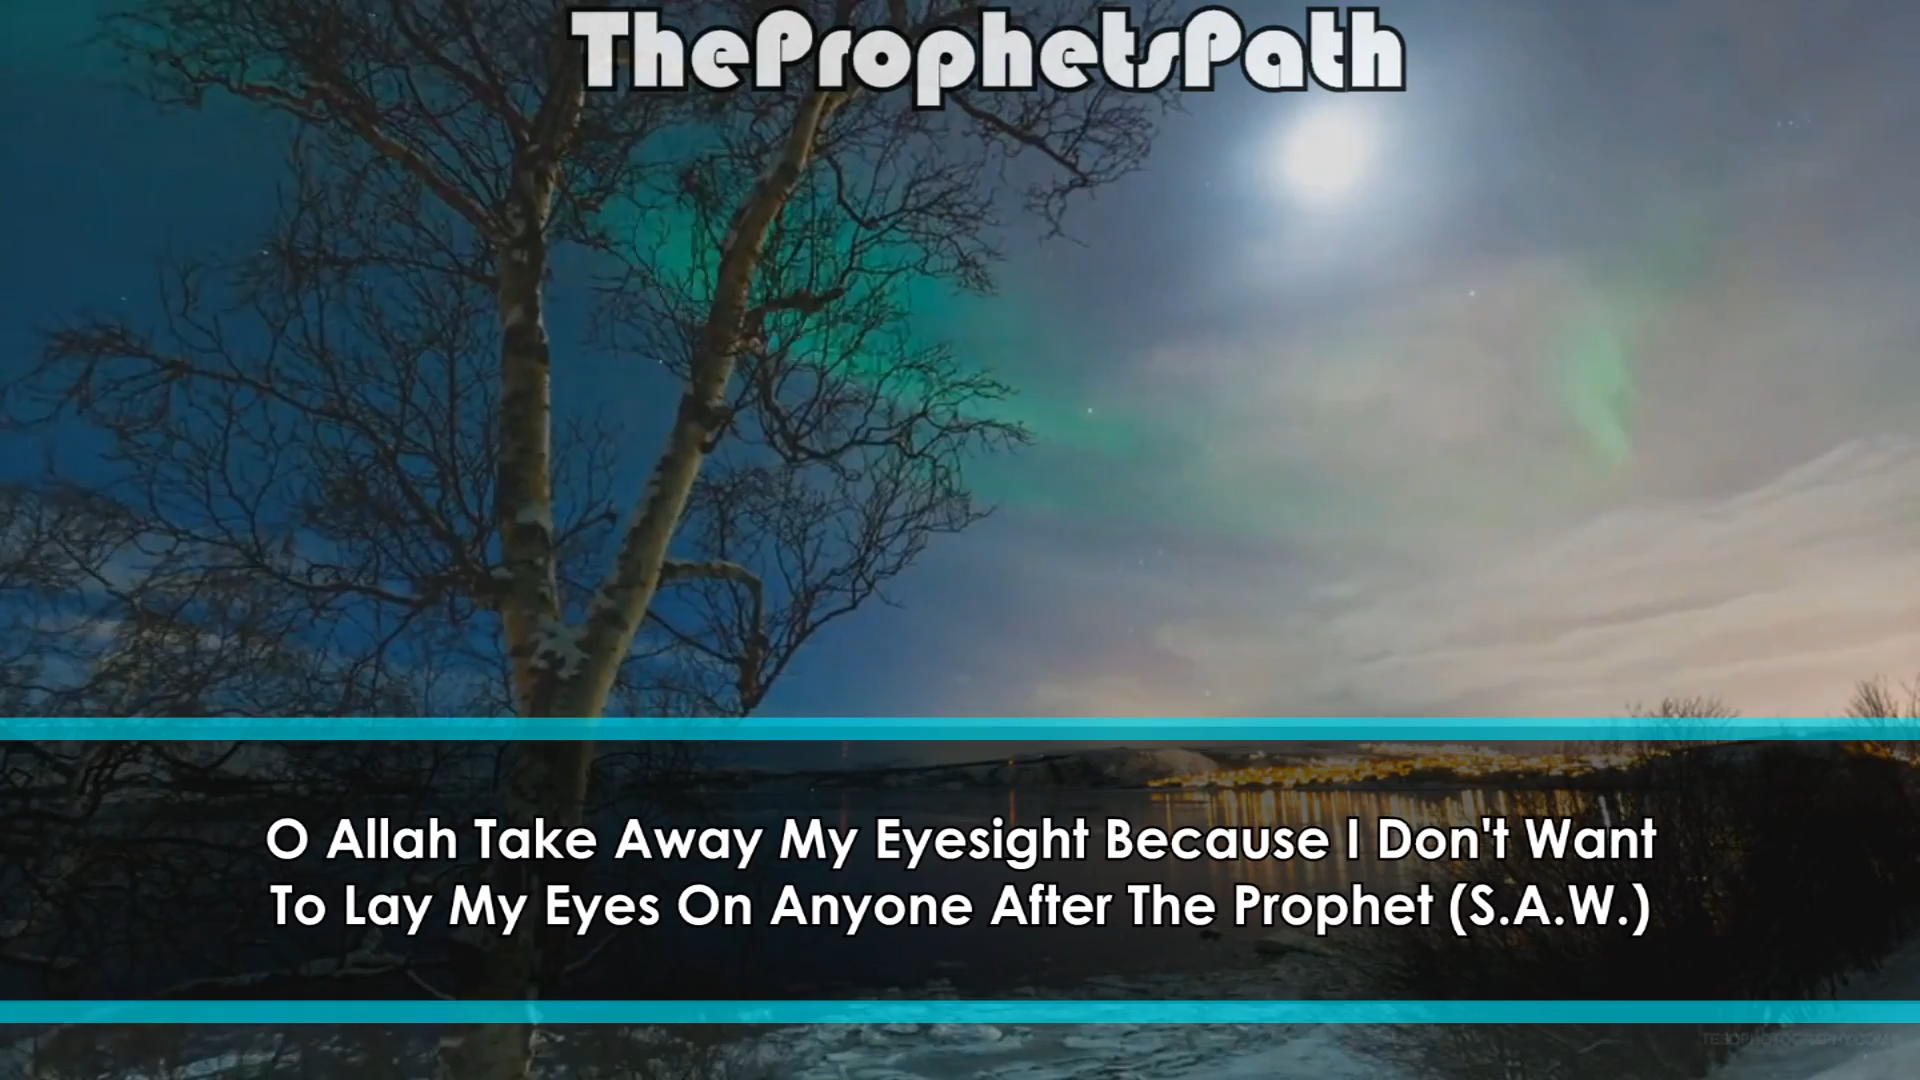 TheProphetsPath
O Allah Take Away My Eyesight Because I Don't Want
To Lay My Eyes On Anyone After The Prophet (S.A.W.)